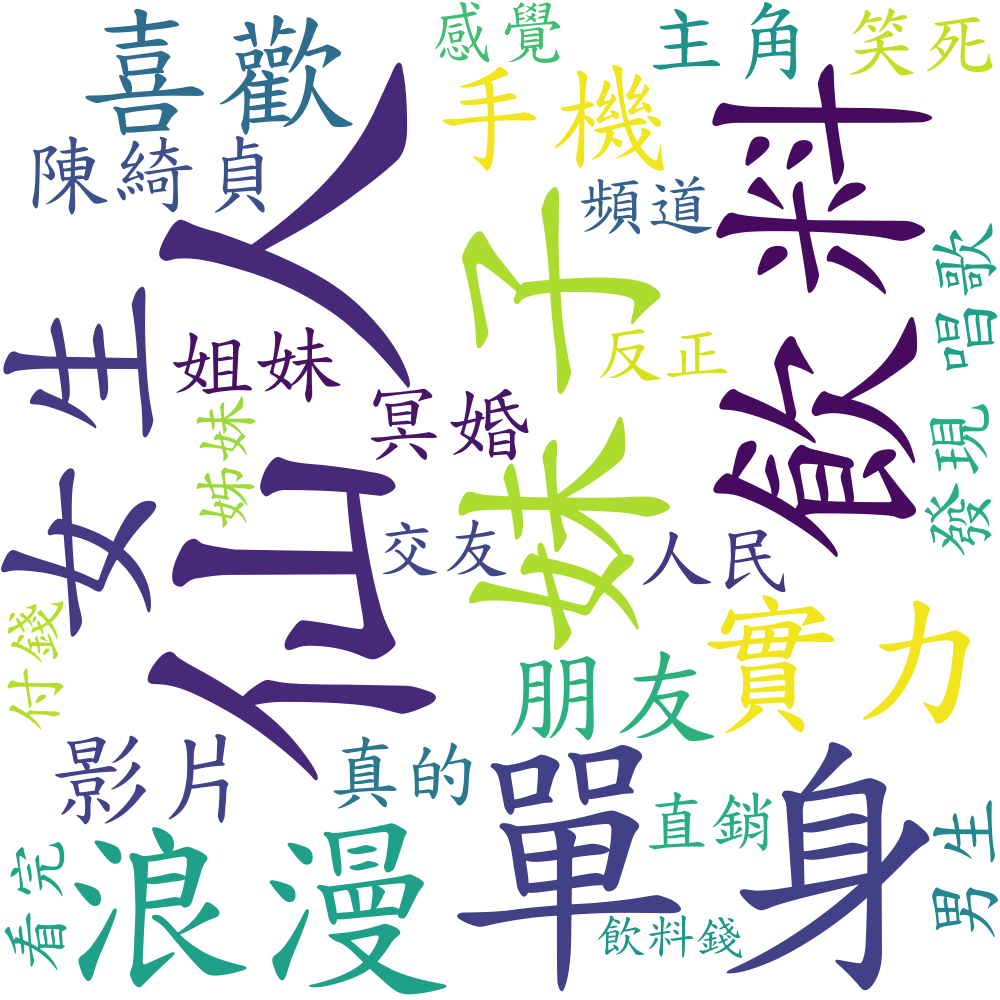 感覺
主角
笑死
喜歡
手機
陳綺貞
頻道
飲料
仙人
妹子
唱歌
女生
姐妹
反正
冥婚
姊妹
發現
交友
人民
付錢
朋友
實力
影片
真的
單身
直銷
浪漫
男生
看完
飲料錢